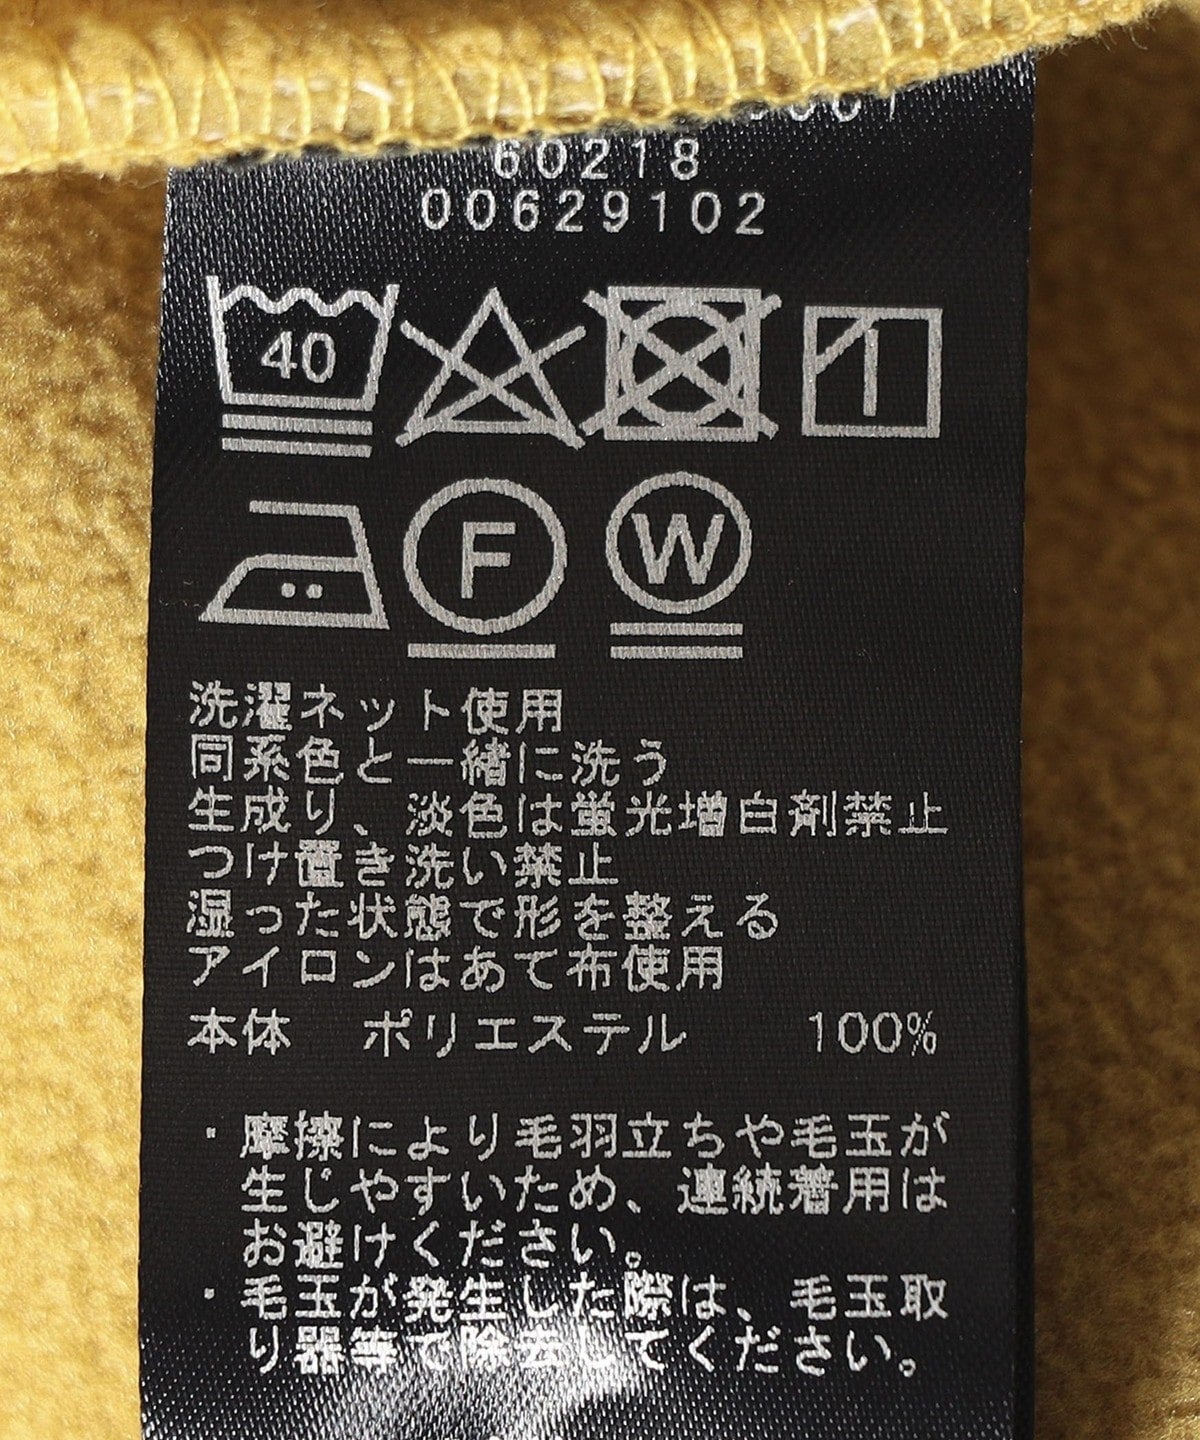 60218
00629102
40
F
W
洗濯ネット使用
同系色と一緒に洗う
生成り、淡色は蛍光増白剤禁止
つけ置き洗い禁止
湿った状態で形を整える
アイロンはあて布使用
本体 ポリエステル 100%
・摩擦により毛羽立ちや毛玉が
生じやすいため、連続着用は
お避けください。
・毛玉が発生した際は、毛玉取
り器等で除去してください。